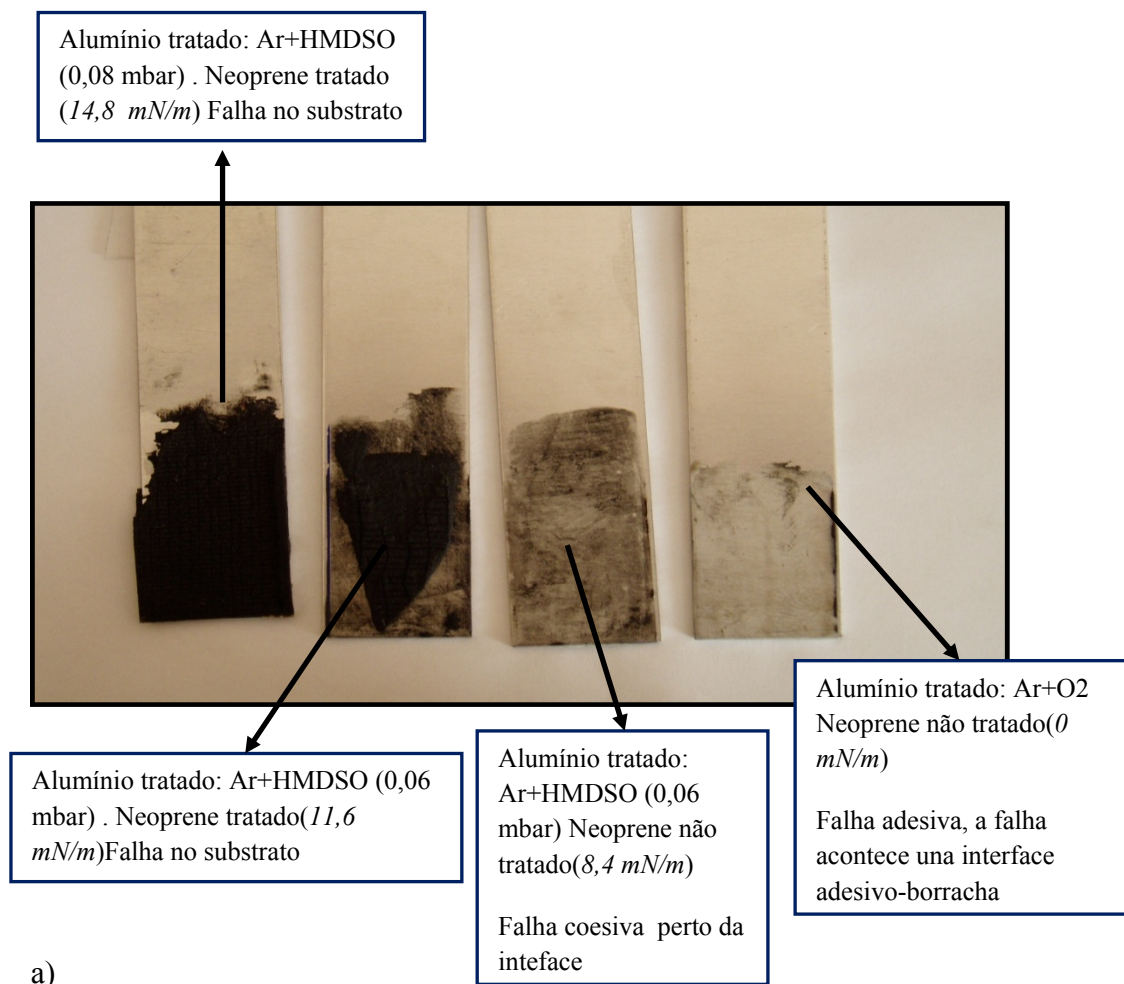 Alumínio tratado: Ar+HMDSO
(0,08 mbar) . Neoprene tratado
(14,8 mN/m) Falha no substrato
Alumínio tratado: Ar+HMDSO (0,06
mbar) . Neoprene tratado(11,6
mN/m)Falha no substrato
Alumínio tratado:
Ar+HMDSO (0,06
mbar) Neoprene não
tratado(8,4 mN/m)
Falha coesiva perto da
inteface
Alumínio tratado: Ar+O2
Neoprene não tratado(0
mN/m)
Falha adesiva, a falha
acontece una interface
adesivo-borracha
a)